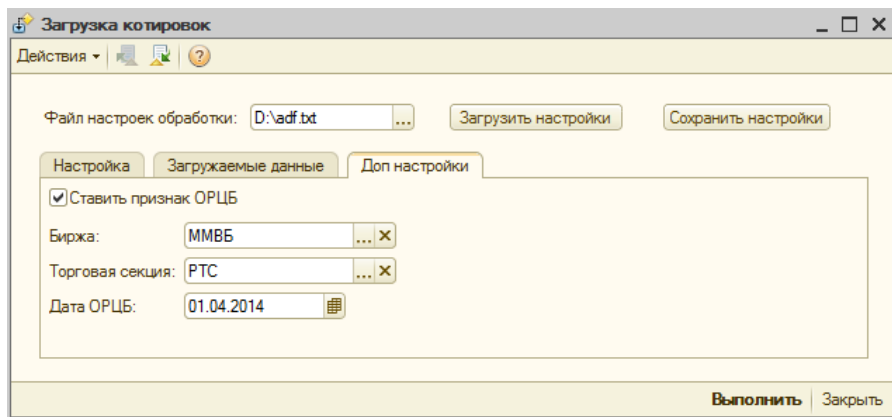 Загрузка котировок
Действия
Файл настроек обработки: D:\adf.txt ... Загрузить настройки Сохранить настройки
Настройка Загружаемые данные Доп настройки
Ставить признак ОРЦБ
Биржа: ММВБ ...
Торговая секция: РТС ...
Дата ОРЦБ: 01.04.2014
Выполнить Закрыть